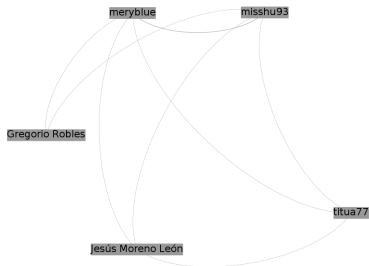 meryblue
misshu93
Gregorio Robles
titua77
Jesús Moreno León